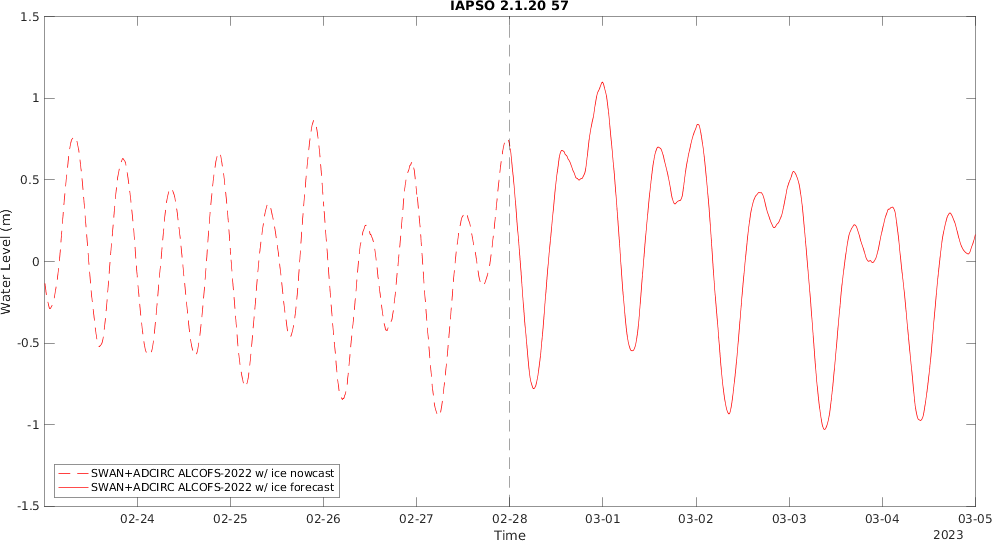 IAPSO 2.1.20 57
1.5
1
0.5
0
-0.5
-1
-1.5
Water Level (m)
SWAN+ADCIRC ALCOFS-2022 w/ ice nowcast
SWAN+ADCIRC ALCOFS-2022 w/ ice forecast
02-24 02-25 02-26 02-27 02-28 03-01 03-02 03-03 03-04 03-05
Time
2023